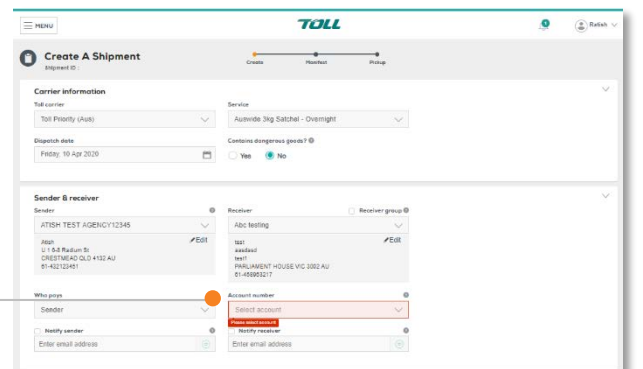 MENU
TOLL
1
Ratish
Create A Shipment
Shipment ID :
Create Manifest Pickup
Carrier information
Toll carrier Service
Toll Priority (Aus) Auswide 3kg Satchel - Overnight
Dispatch date Contains dangerous goods?
Friday, 10 Apr 2020 Yes No
Sender & receiver
Sender Receiver Receiver group
ATISH TEST AGENCY12345 Abc testing
Atish Edit test Edit
U 1 6-8 Radium St aasdasd
CRESTMEAD QLD 4132 AU test1
61-432123451 PARLIAMENT HOUSE VIC 3002 AU
61-468953217
Who pays Account number
Sender Select account
Please select account
Notify sender Notify receiver
Enter email address Enter email address